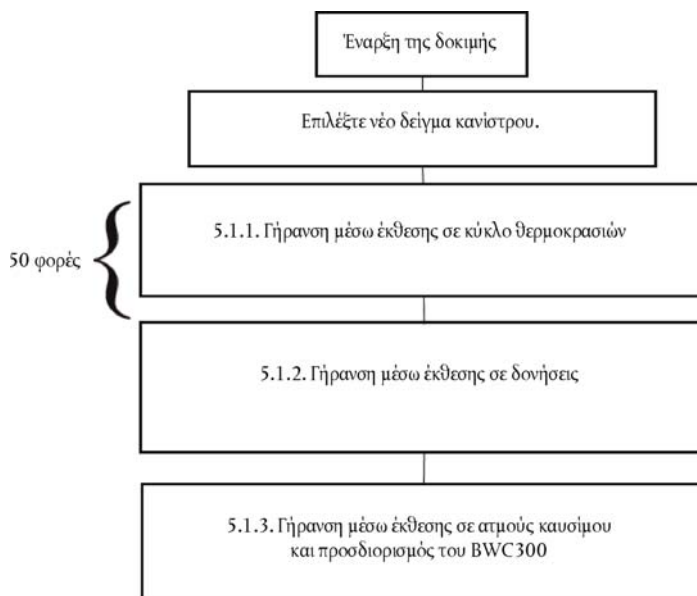 Έναρξη της δοκιμής
Επιλέξτε νέο δείγμα κανίστρου.
5.1.1. Γήρανση μέσω έκθεσης σε κύκλο θερμοκρασιών
50 φορές
5.1.2. Γήρανση μέσω έκθεσης σε δονήσεις
5.1.3. Γήρανση μέσω έκθεσης σε ατμούς καυσίμου
και προσδιορισμός του BWC300